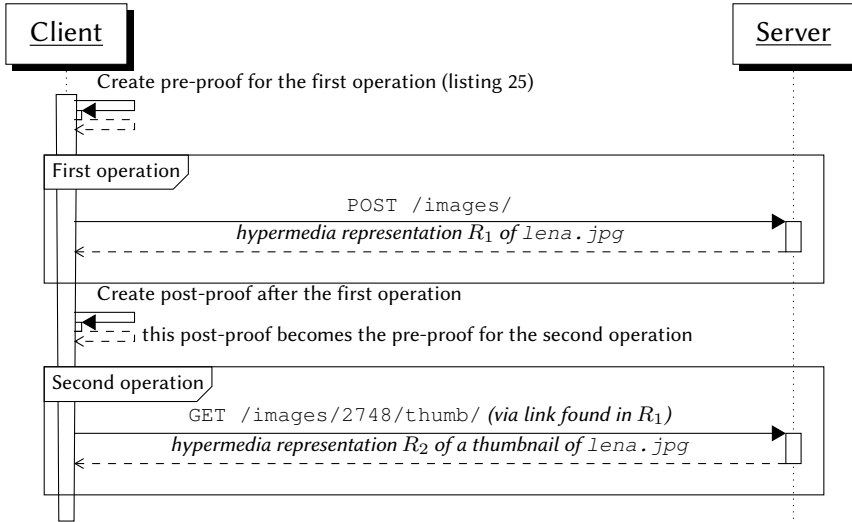 Client
Server
Create pre-proof for the first operation (listing 25)
First operation
POST /images/
hypermedia representation R₁ of lena.jpg
Create post-proof after the first operation
this post-proof becomes the pre-proof for the second operation
Second operation
GET /images/2748/thumb/ (via link found in R₁)
hypermedia representation R₂ of a thumbnail of lena.jpg